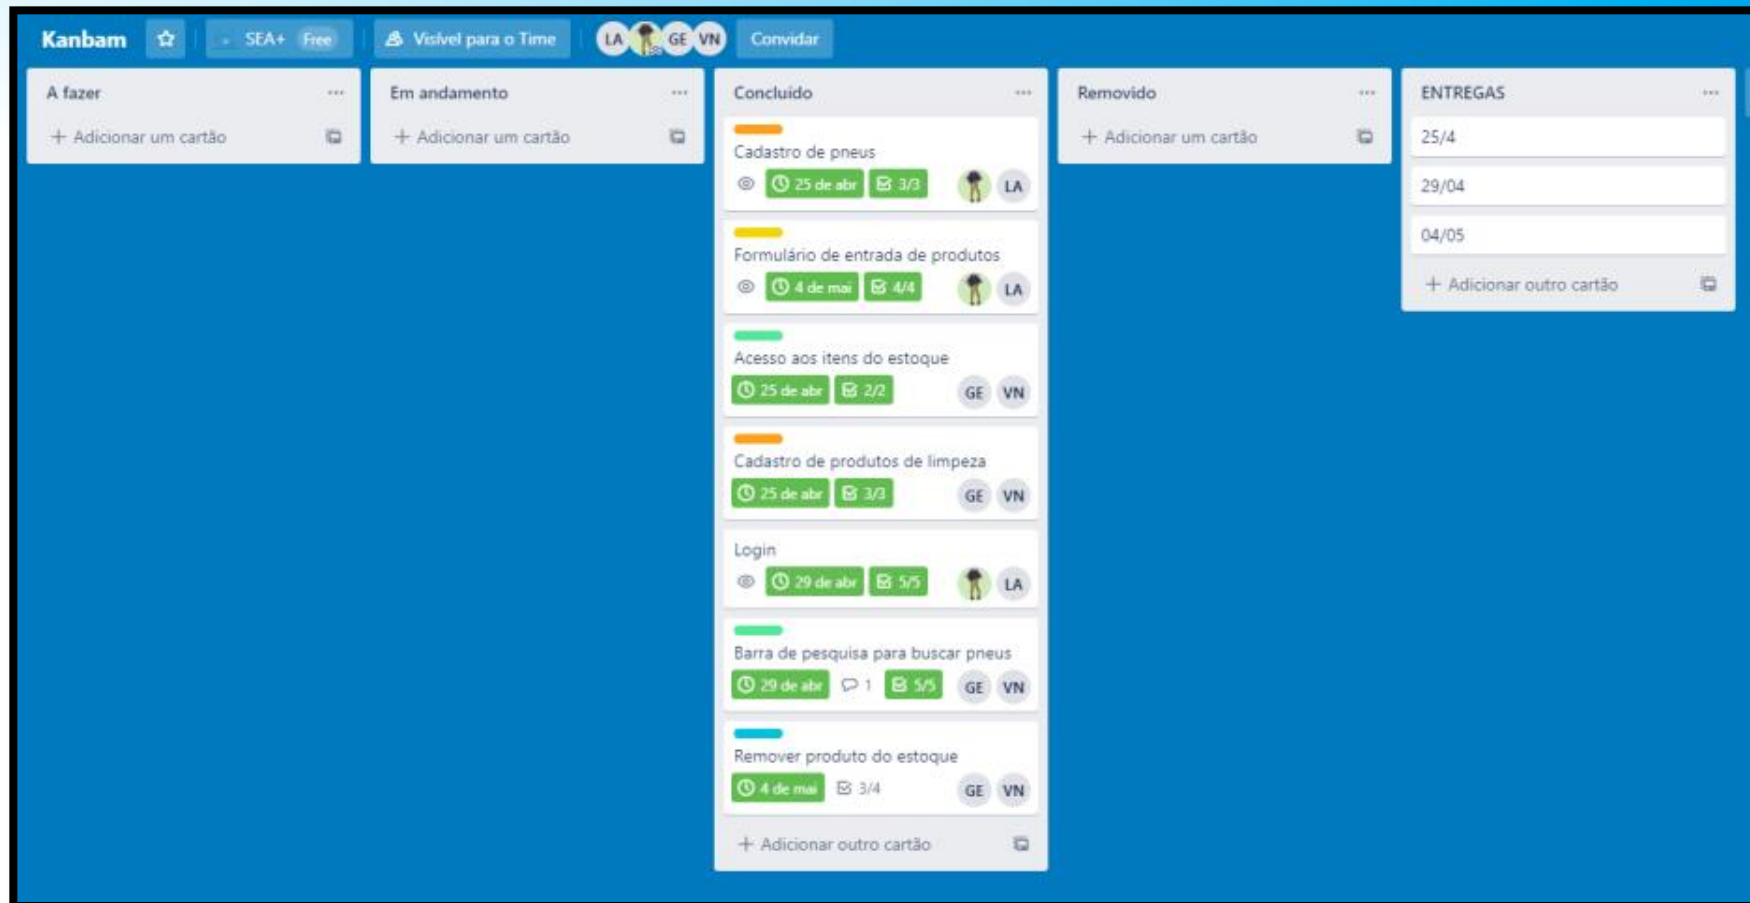 Kanbam SEA+ Free Visível para o Time LA GE VN Convidar
A fazer
+ Adicionar um cartão
Em andamento
+ Adicionar um cartão
Concluído
Cadastro de pneus
25 de abr 3/3 LA
Formulário de entrada de produtos
4 de mai 4/4 LA
Acesso aos itens do estoque
25 de abr 2/2 GE VN
Cadastro de produtos de limpeza
25 de abr 3/3 GE VN
Login
29 de abr 5/5 LA
Barra de pesquisa para buscar pneus
29 de abr 1 5/5 GE VN
Remover produto do estoque
4 de mai 3/4 GE VN
+ Adicionar outro cartão
Removido
+ Adicionar um cartão
ENTREGAS
25/4
29/04
04/05
+ Adicionar outro cartão